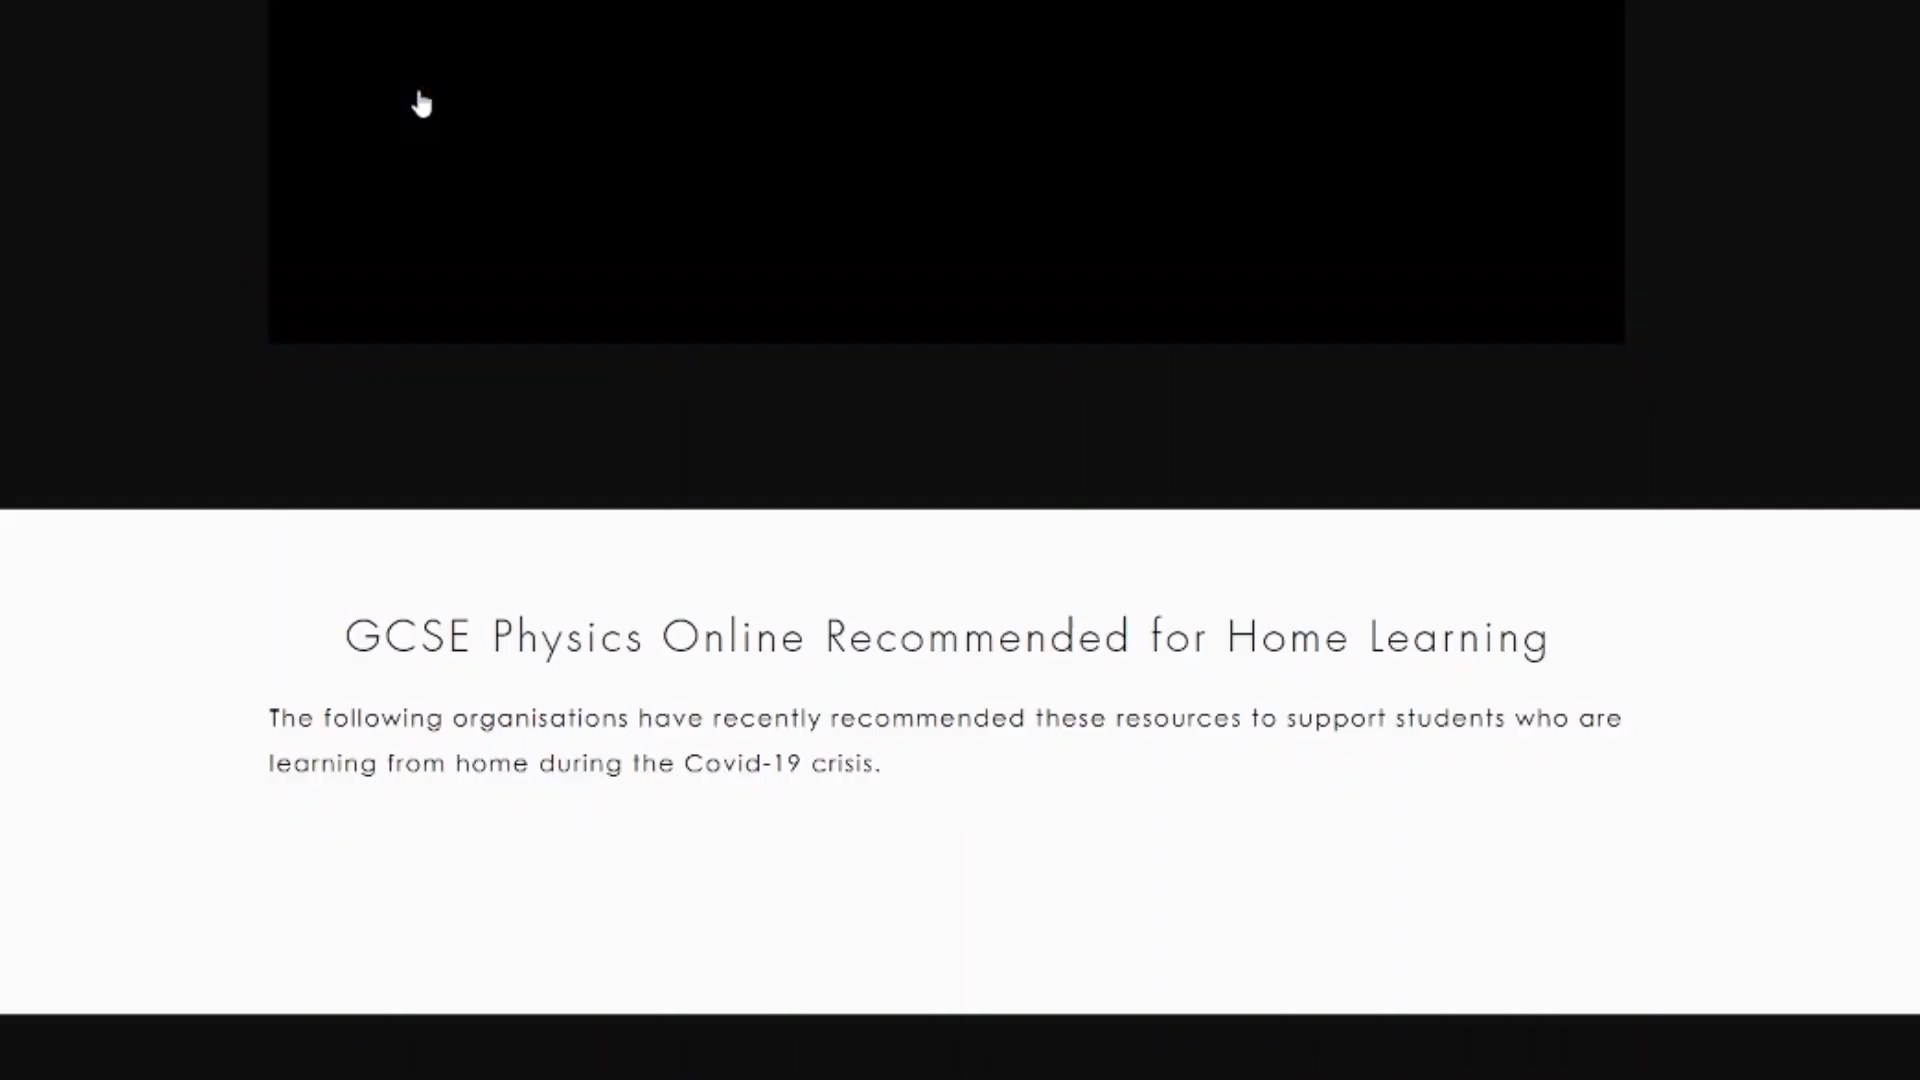 GCSE Physics Online Recommended for Home Learning
The following organisations have recently recommended these resources to support students who are
learning from home during the Covid-19 crisis.